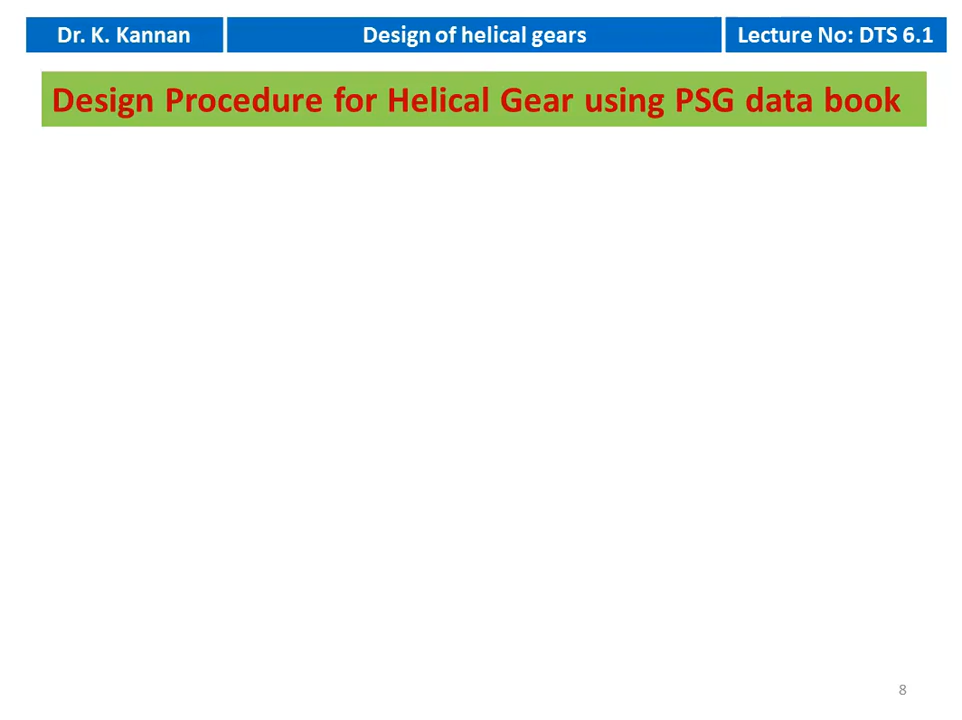 Dr. K. Kannan
Design of helical gears
Lecture No: DTS 6.1
Design Procedure for Helical Gear using PSG data book
8